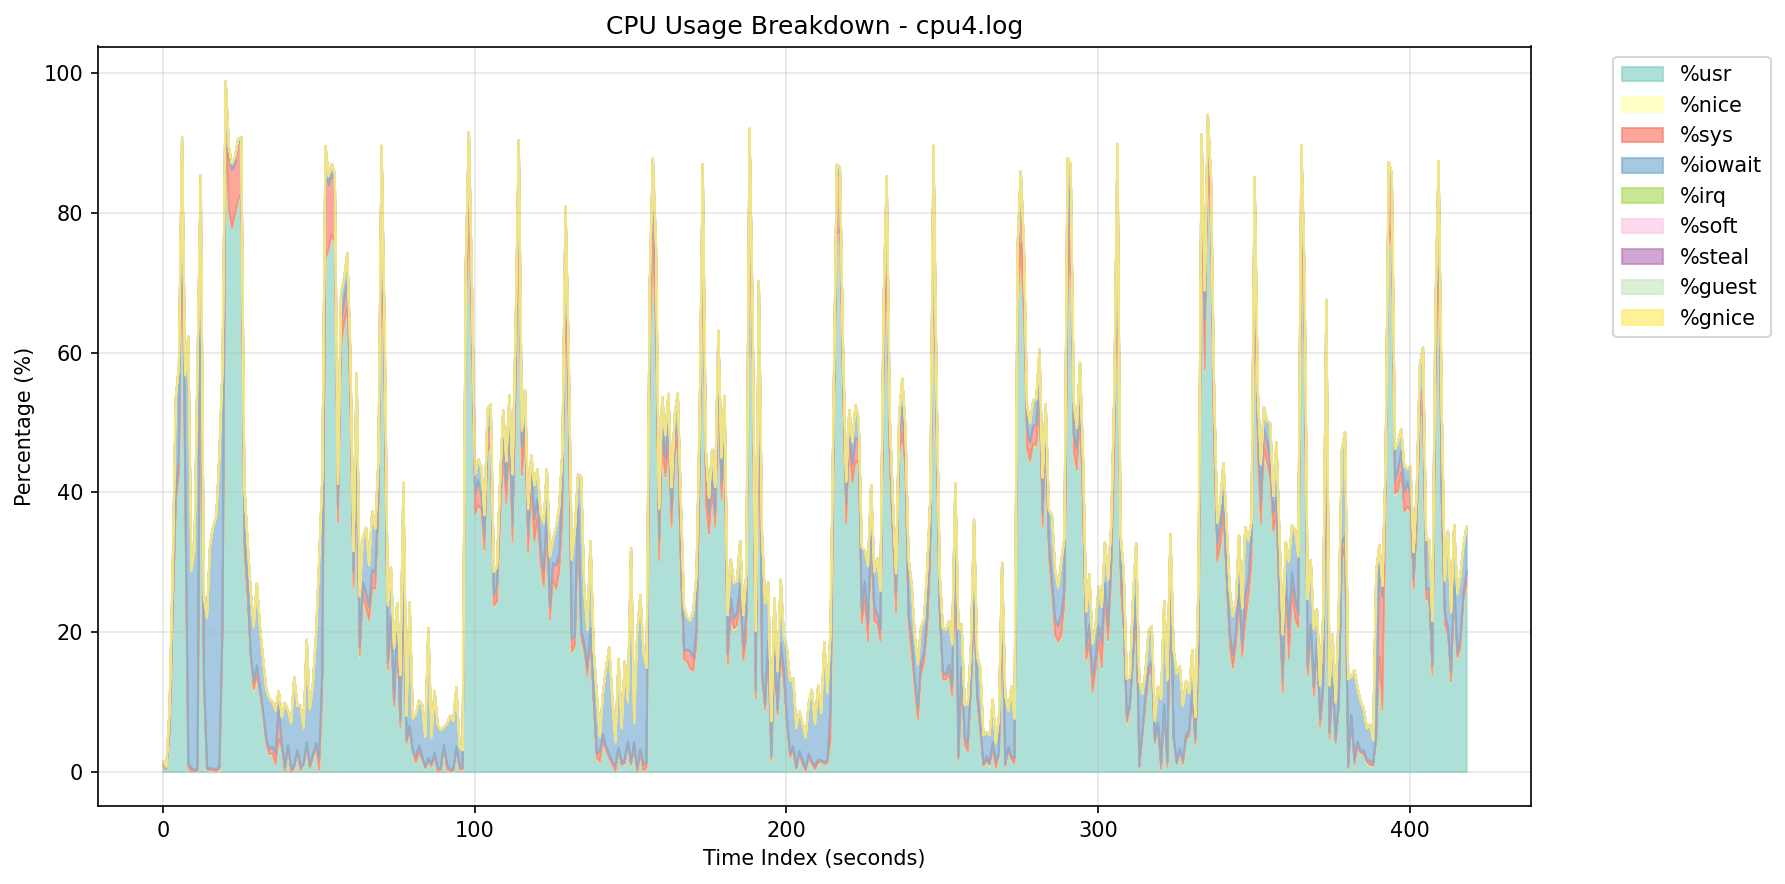 CPU Usage Breakdown - cpu4.log
100
80
60
40
20
0
Percentage (%)
0
100
200
300
400
Time Index (seconds)
%usr
%nice
%sys
%iowait
%irq
%soft
%steal
%guest
%gnice